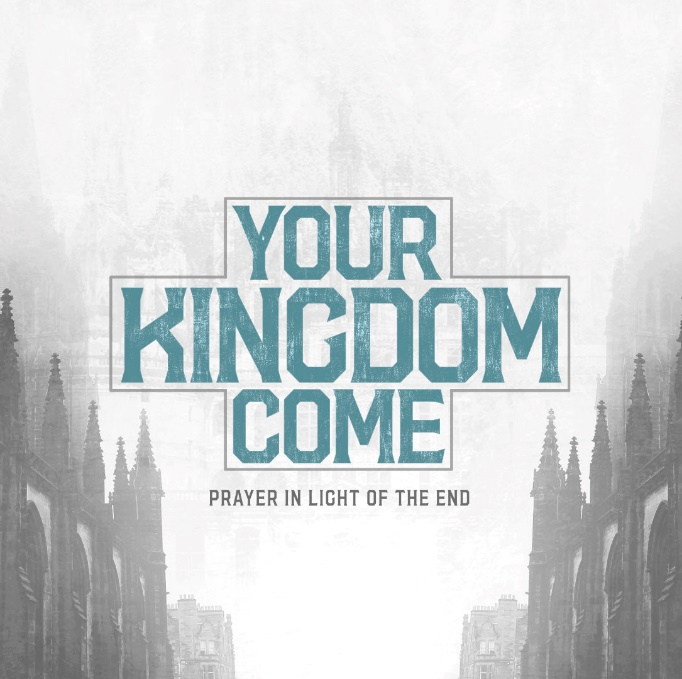 YOUR
KINGDOM
COME
PRAYER IN LIGHT OF THE END